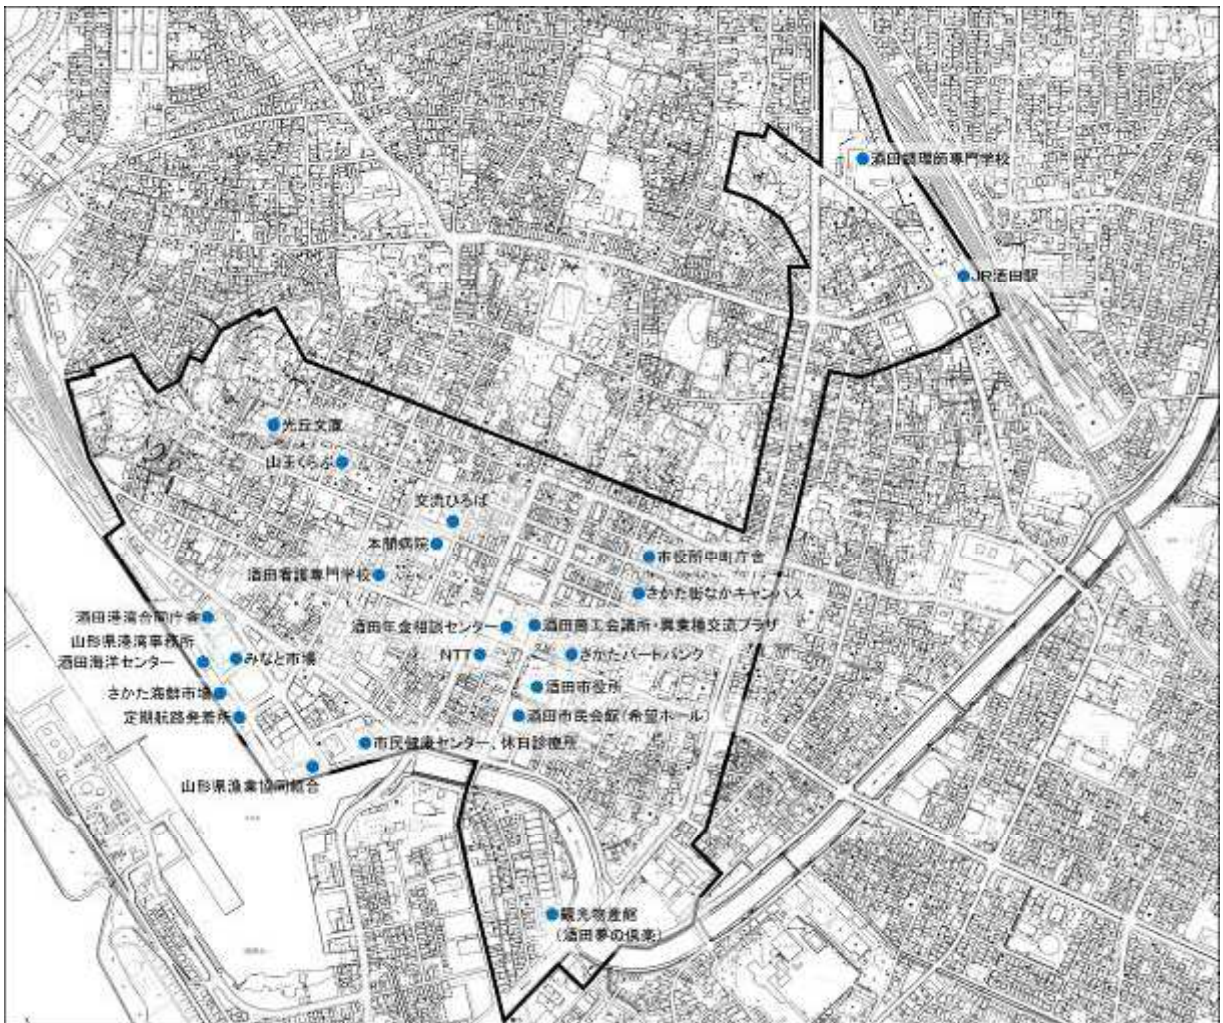 酒田調理師専門学校
JR酒田駅
光丘文庫
山王くらぶ
交流ひろば
本間病院
市役所中町庁舎
酒田看護専門学校
さかた街なかキャンパス
酒田港湾合同庁舎
酒田年金相談センター
酒田商工会議所・異業種交流プラザ
山形県港湾事務所
酒田海洋センター
みなと市場
NTT
さかたパートバンク
さかた海鮮市場
酒田市役所
定期航路発着所
酒田市民会館(希望ホール)
市民健康センター、休日診療所
山形県漁業協同組合
観光物産館
(酒田夢の倶楽)